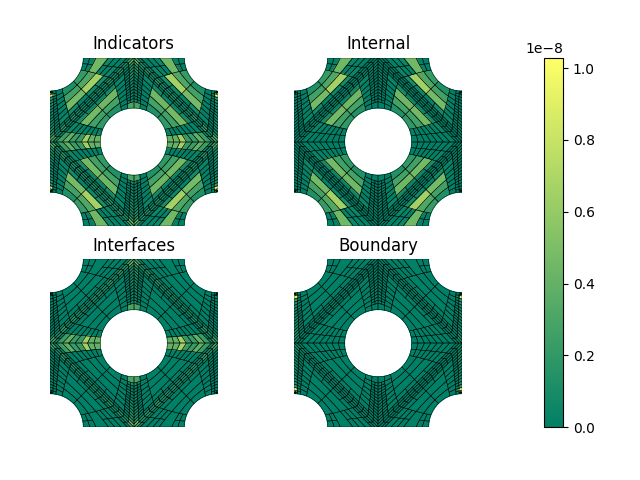 Indicators
Internal
1e−8
1.0
0.8
0.6
0.4
0.2
0.0
Interfaces
Boundary